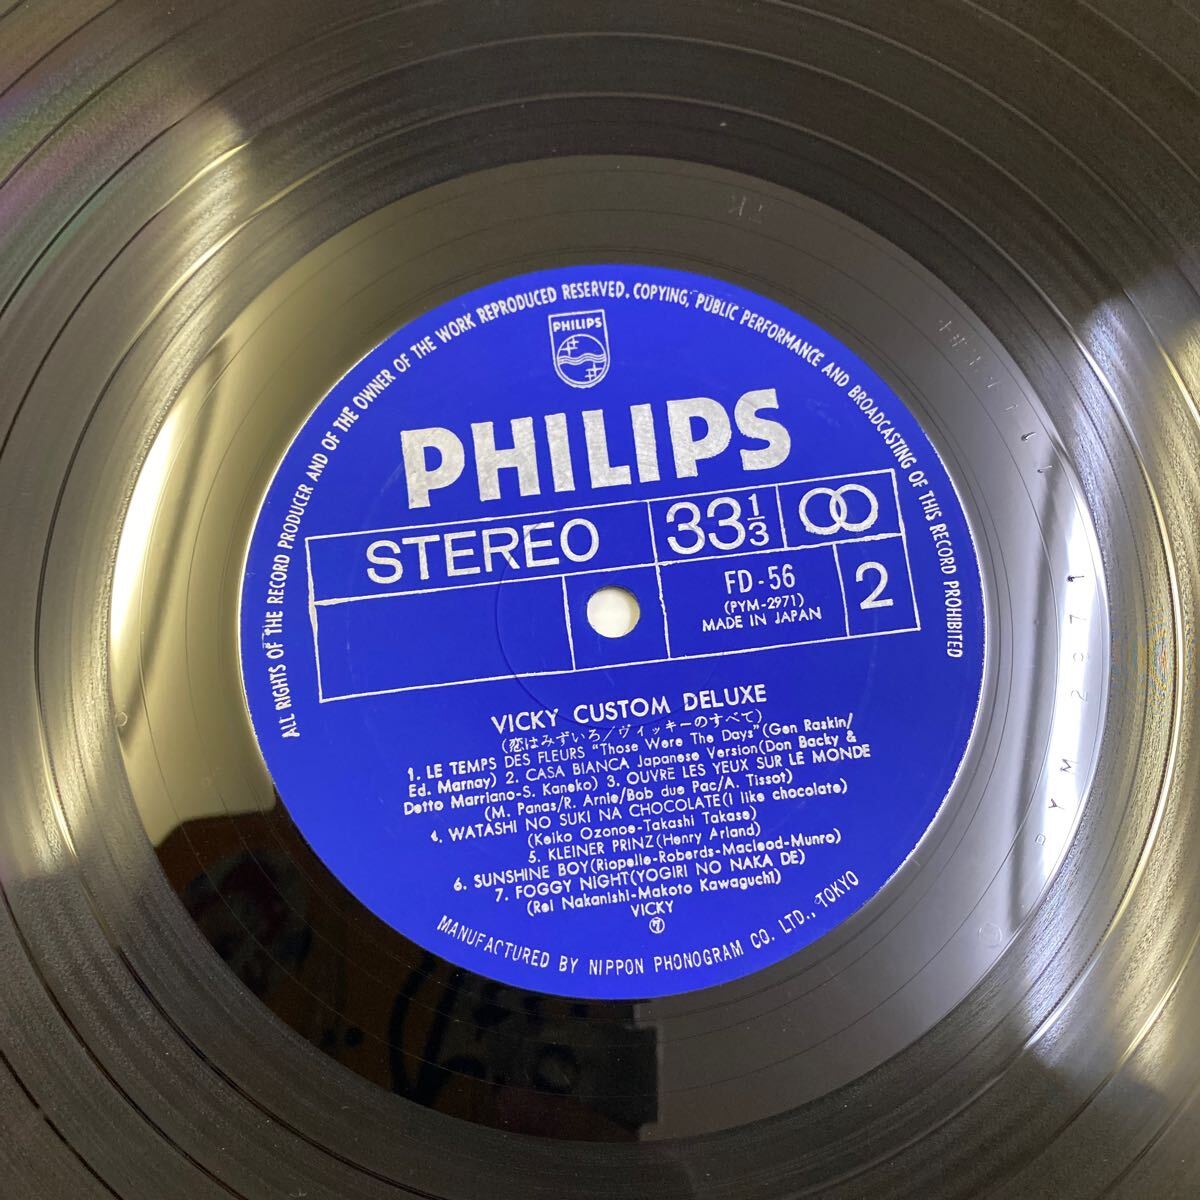 ALL RIGHTS OF THE RECORD PRODUCER AND OF THE OWNER OF THE WORK REPRODUCED RESERVED. COPYING, PUBLIC PERFORMANCE AND BROADCASTING OF THIS RECORD PROHIBITED
PHILIPS
PHILIPS
STEREO
33 1/3
FD-56
(PYM-2971)
MADE IN JAPAN
2
VICKY CUSTOM DELUXE
(恋はみずいろ/ヴィッキーのすべて)
1. LE TEMPS DES FLEURS "Those Were The Days"(Gen Raskin/
Ed. Marnay) 2. CASA BIANCA Japanese Version(Don Backy &
Detto Marriano-S. Kaneko) 3. OUVRE LES YEUX SUR LE MONDE
(M. Panas/R. Arnie/Bob due Pac/A. Tissot)
4. WATASHI NO SUKI NA CHOCOLATE(I like chocolate)
(Keiko Ozonoe-Takashi Takase)
5. KLEINER PRINZ(Henry Arland)
6. SUNSHINE BOY(Riopelle-Roberds-Macleod-Munro)
7. FOGGY NIGHT(YOGIRI NO NAKA DE)
(Rei Nakanishi-Makoto Kawaguchi)
VICKY
⑦
MANUFACTURED BY NIPPON PHONOGRAM CO. LTD., TOKYO
PYM 2971